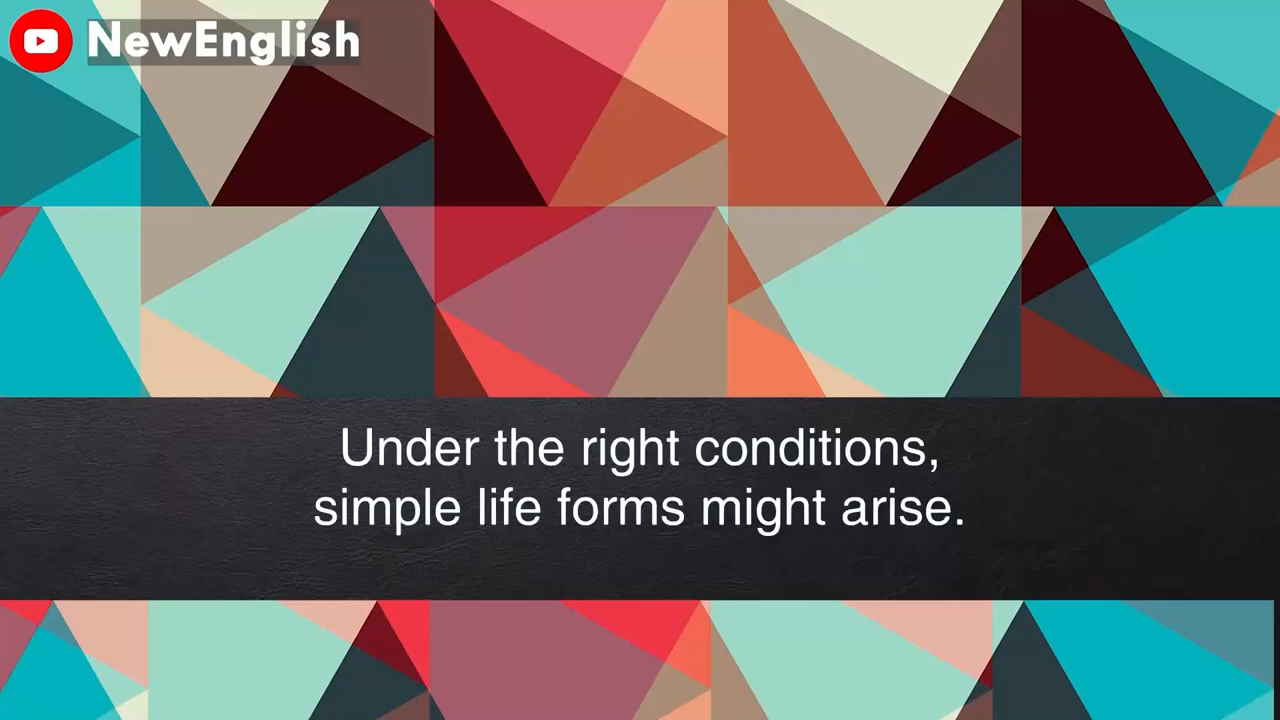 NewEnglish
Under the right conditions,
simple life forms might arise.